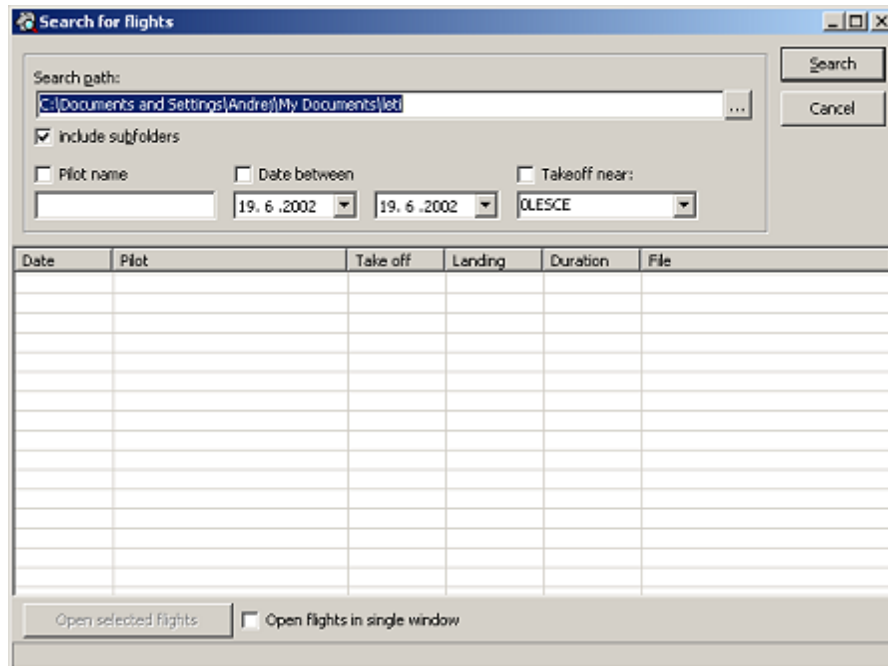 Search for flights
Search path:
Search
C:\Documents and Settings\Andrej\My Documents\leti
...
Cancel
include subfolders
Pilot name Date between Takeoff near:
19. 6 .2002 19. 6 .2002 0LESCE
Date Pilot Take off Landing Duration File
Open selected flights Open flights in single window